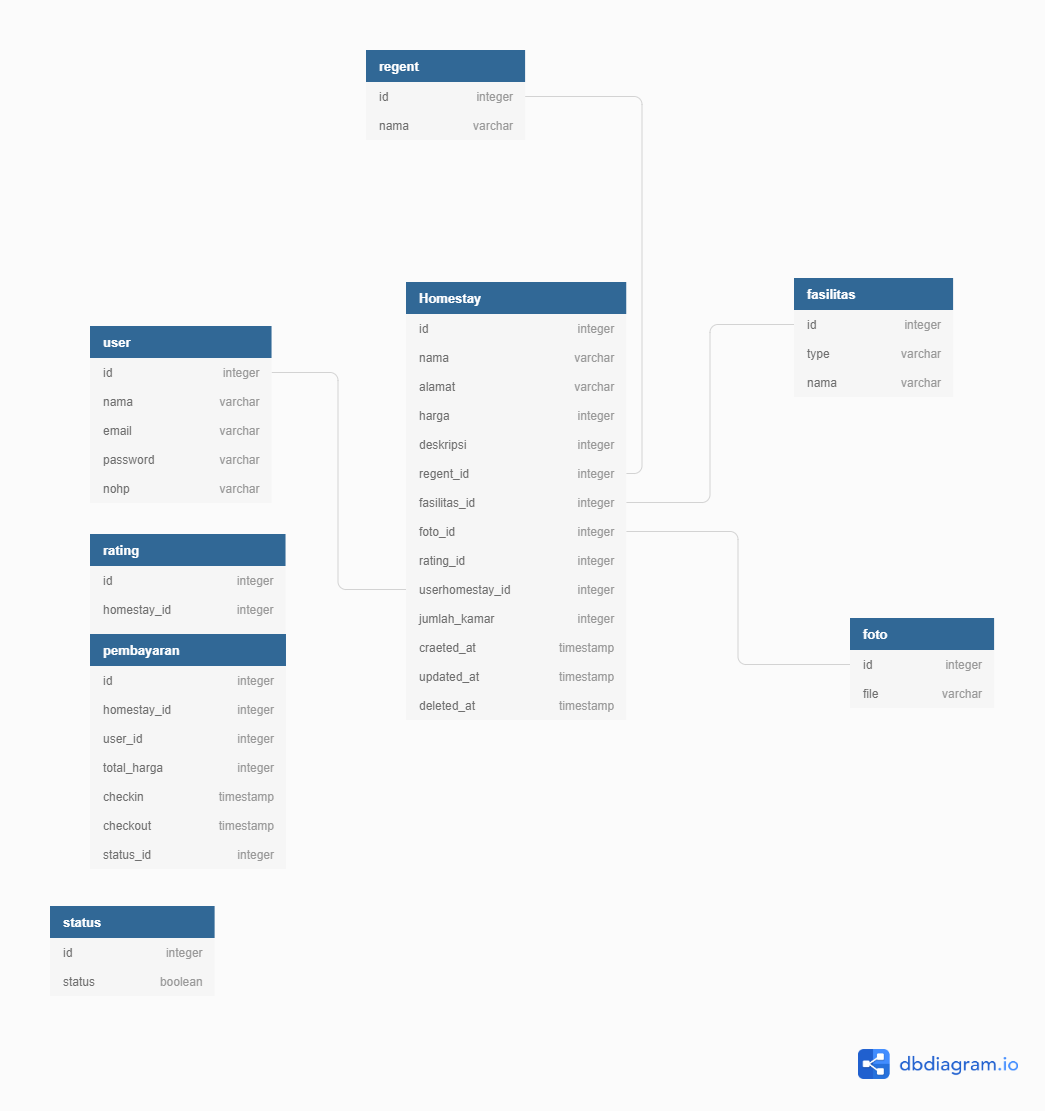 regent
id integer
nama varchar
Homestay
id integer
nama varchar
alamat varchar
harga integer
deskripsi integer
regent_id integer
fasilitas_id integer
foto_id integer
rating_id integer
userhomestay_id integer
jumlah_kamar integer
craeted_at timestamp
updated_at timestamp
deleted_at timestamp
fasilitas
id integer
type varchar
nama varchar
user
id integer
nama varchar
email varchar
password varchar
nohp varchar
rating
id integer
homestay_id integer
pembayaran
id integer
homestay_id integer
user_id integer
total_harga integer
checkin timestamp
checkout timestamp
status_id integer
foto
id integer
file varchar
status
id integer
status boolean
dbdiagram.io